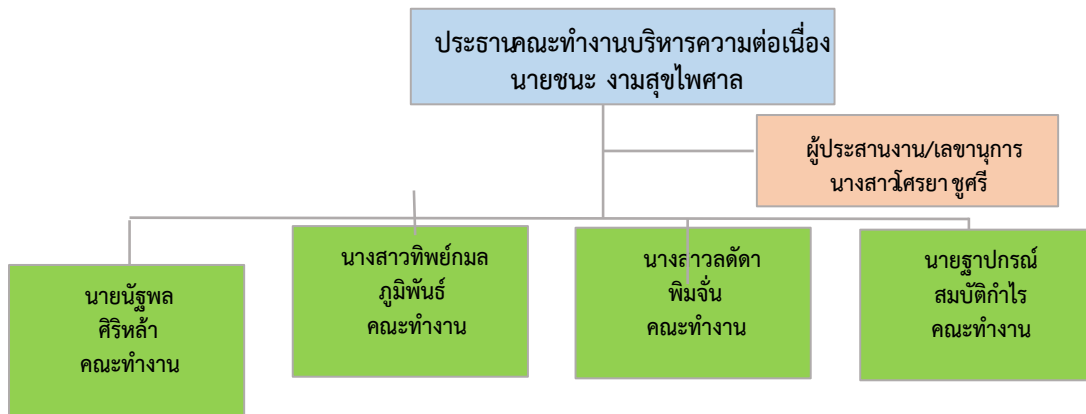 ประธานคณะทำงานบริหารความต่อเนื่อง
นายชนะ งามสุขไพศาล
ผู้ประสานงาน/เลขานุการ
นางสาวโศรยา ชูศรี
นายนัฐพล
ศิริหล้า
คณะทำงาน
นางสาวทิพย์กมล
ภูมิพันธ์
คณะทำงาน
นางสาวลดัดา
พิมจั่น
คณะทำงาน
นายฐาปกรณ์
สมบัติกำไร
คณะทำงาน